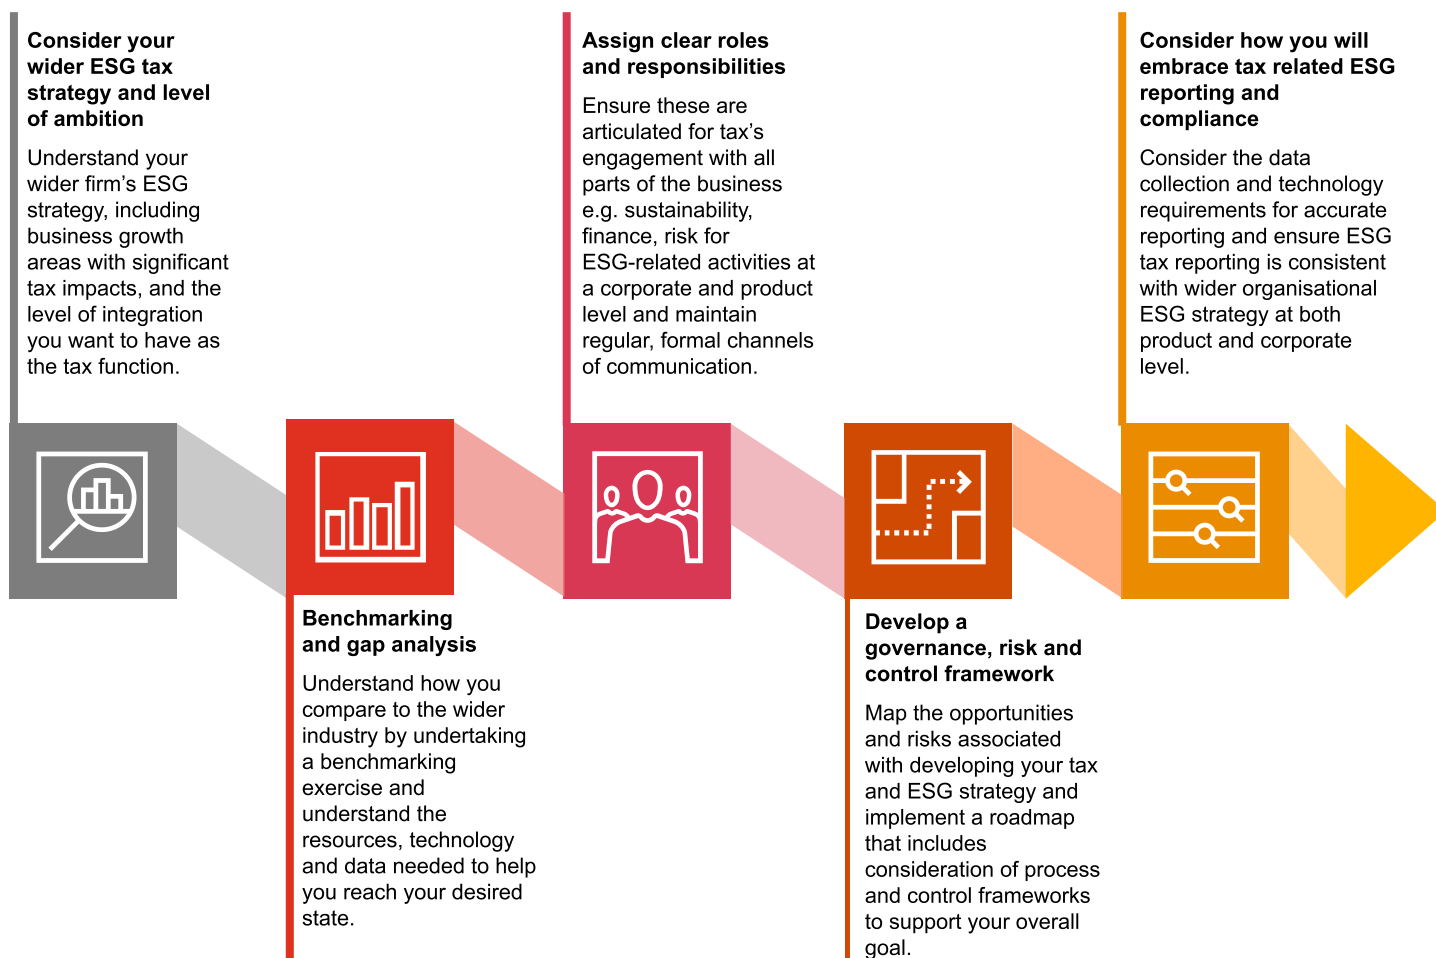 Consider your
wider ESG tax
strategy and level
of ambition
Understand your
wider firm’s ESG
strategy, including
business growth
areas with significant
tax impacts, and the
level of integration
you want to have as
the tax function.
Benchmarking
and gap analysis
Understand how you
compare to the wider
industry by undertaking
a benchmarking
exercise and
understand the
resources, technology
and data needed to help
you reach your desired
state.
Assign clear roles
and responsibilities
Ensure these are
articulated for tax’s
engagement with all
parts of the business
e.g. sustainability,
finance, risk for
ESG-related activities at
a corporate and product
level and maintain
regular, formal channels
of communication.
Develop a
governance, risk and
control framework
Map the opportunities
and risks associated
with developing your tax
and ESG strategy and
implement a roadmap
that includes
consideration of process
and control frameworks
to support your overall
goal.
Consider how you will
embrace tax related ESG
reporting and
compliance
Consider the data
collection and technology
requirements for accurate
reporting and ensure ESG
tax reporting is consistent
with wider organisational
ESG strategy at both
product and corporate
level.